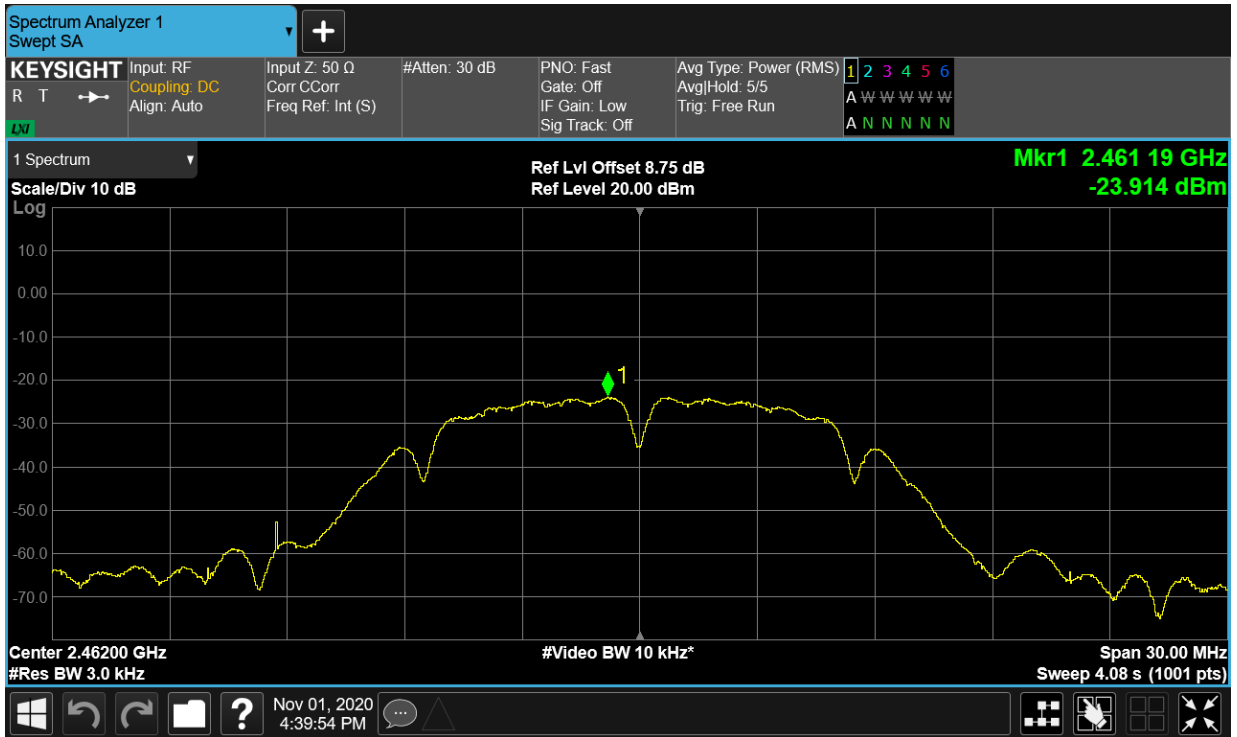 Spectrum Analyzer 1
Swept SA
+
KEYSIGHT
R T
LXI
Input: RF
Coupling: DC
Align: Auto
Input Z: 50 Ω
Corr CCorr
Freq Ref: Int (S)
#Atten: 30 dB
PNO: Fast
Gate: Off
IF Gain: Low
Sig Track: Off
Avg Type: Power (RMS)
Avg|Hold: 5/5
Trig: Free Run
1 2 3 4 5 6
A W W W W W
A N N N N N
1 Spectrum
Scale/Div 10 dB
Log
Ref Lvl Offset 8.75 dB
Ref Level 20.00 dBm
Mkr1 2.461 19 GHz
-23.914 dBm
10.0
0.00
-10.0
-20.0
-30.0
-40.0
-50.0
-60.0
-70.0
1
Center 2.46200 GHz
#Res BW 3.0 kHz
#Video BW 10 kHz*
Span 30.00 MHz
Sweep 4.08 s (1001 pts)
?
Nov 01, 2020
4:39:54 PM